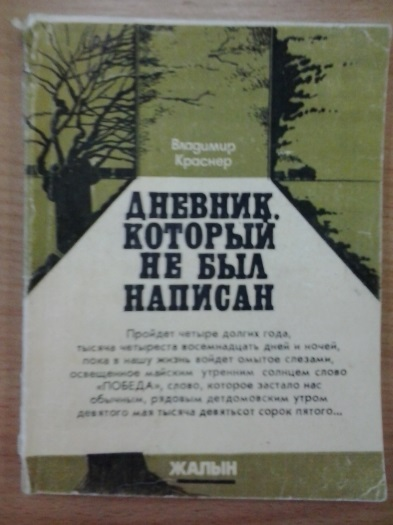 Владимир
Краснер
ДНЕВНИК,
КОТОРЫЙ
НЕ БЫЛ
НАПИСАН
Пройдет четыре долгих года,
тысяча четыреста восемнадцать дней и ночей,
пока в нашу жизнь войдет омытое слезами,
освещенное майским утренним солнцем слово
«ПОБЕДА», слово, которое застало нас
обычным, рядовым детдомовским утром
девятого мая тысяча девятьсот сорок пятого...
ЖАЛЫН